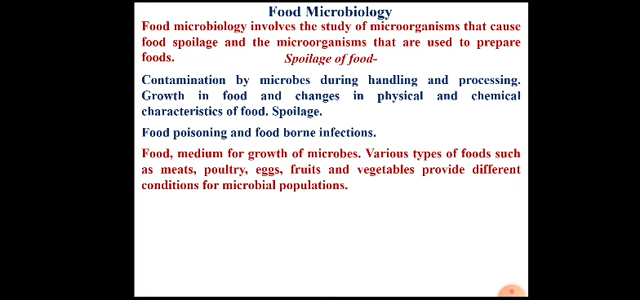 Food Microbiology
Food microbiology involves the study of microorganisms that cause
food spoilage and the microorganisms that are used to prepare
foods. Spoilage of food-
Contamination by microbes during handling and processing.
Growth in food and changes in physical and chemical
characteristics of food. Spoilage.
Food poisoning and food borne infections.
Food, medium for growth of microbes. Various types of foods such
as meats, poultry, eggs, fruits and vegetables provide different
conditions for microbial populations.